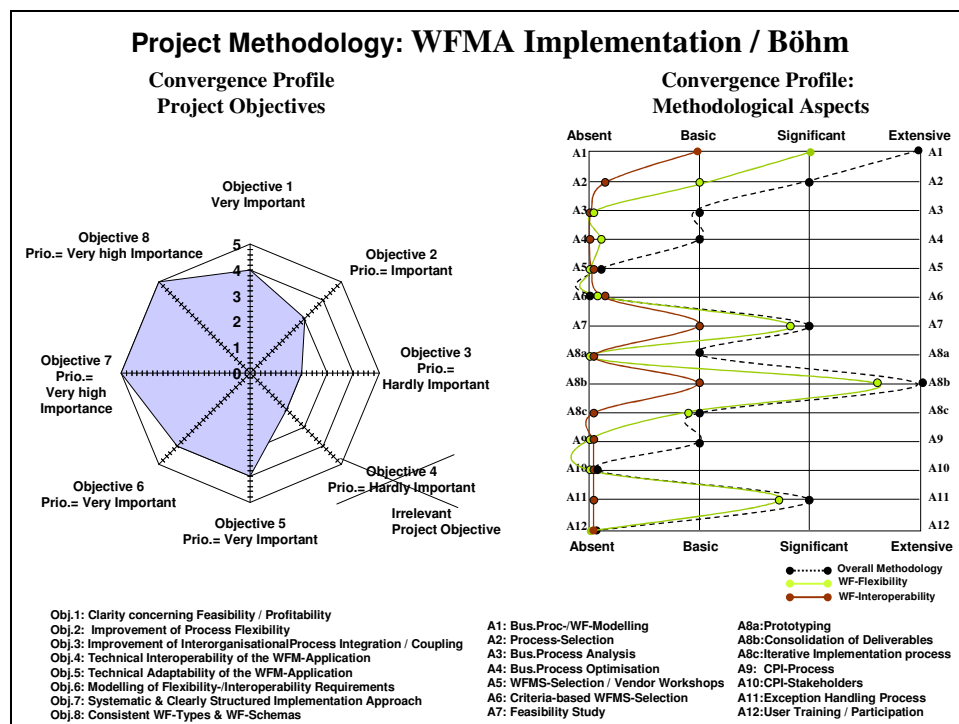 Project Methodology: WFMA Implementation / Böhm
Convergence Profile
Project Objectives
Objective 1
Very Important
Objective 8
Prio.= Very high Importance
Objective 2
Prio.= Important
5
4
3
2
1
0
Objective 7
Prio.=
Very high
Importance
Objective 3
Prio.=
Hardly Important
Objective 6
Prio.= Very Important
Objective 4
Prio.= Hardly Important
Objective 5
Prio.= Very Important
Irrelevant
Project Objective
Convergence Profile:
Methodological Aspects
Absent Basic Significant Extensive
A1 A1
A2 A2
A3 A3
A4 A4
A5 A5
A6 A6
A7 A7
A8a A8a
A8b A8b
A8c A8c
A9 A9
A10 A10
A11 A11
A12 A12
Absent Basic Significant Extensive
Overall Methodology
WF-Flexibility
WF-Interoperability
Obj.1: Clarity concerning Feasibility / Profitability
Obj.2: Improvement of Process Flexibility
Obj.3: Improvement of InterorganisationalProcess Integration / Coupling
Obj.4: Technical Interoperability of the WFM-Application
Obj.5: Technical Adaptability of the WFM-Application
Obj.6: Modelling of Flexibility-/Interoperability Requirements
Obj.7: Systematic & Clearly Structured Implementation Approach
Obj.8: Consistent WF-Types & WF-Schemas
A1: Bus.Proc-/WF-Modelling
A2: Process-Selection
A3: Bus.Process Analysis
A4: Bus.Process Optimisation
A5: WFMS-Selection / Vendor Workshops
A6: Criteria-based WFMS-Selection
A7: Feasibility Study
A8a:Prototyping
A8b:Consolidation of Deliverables
A8c:Iterative Implementation process
A9: CPI-Process
A10:CPI-Stakeholders
A11:Exception Handling Process
A12:User Training / Participation